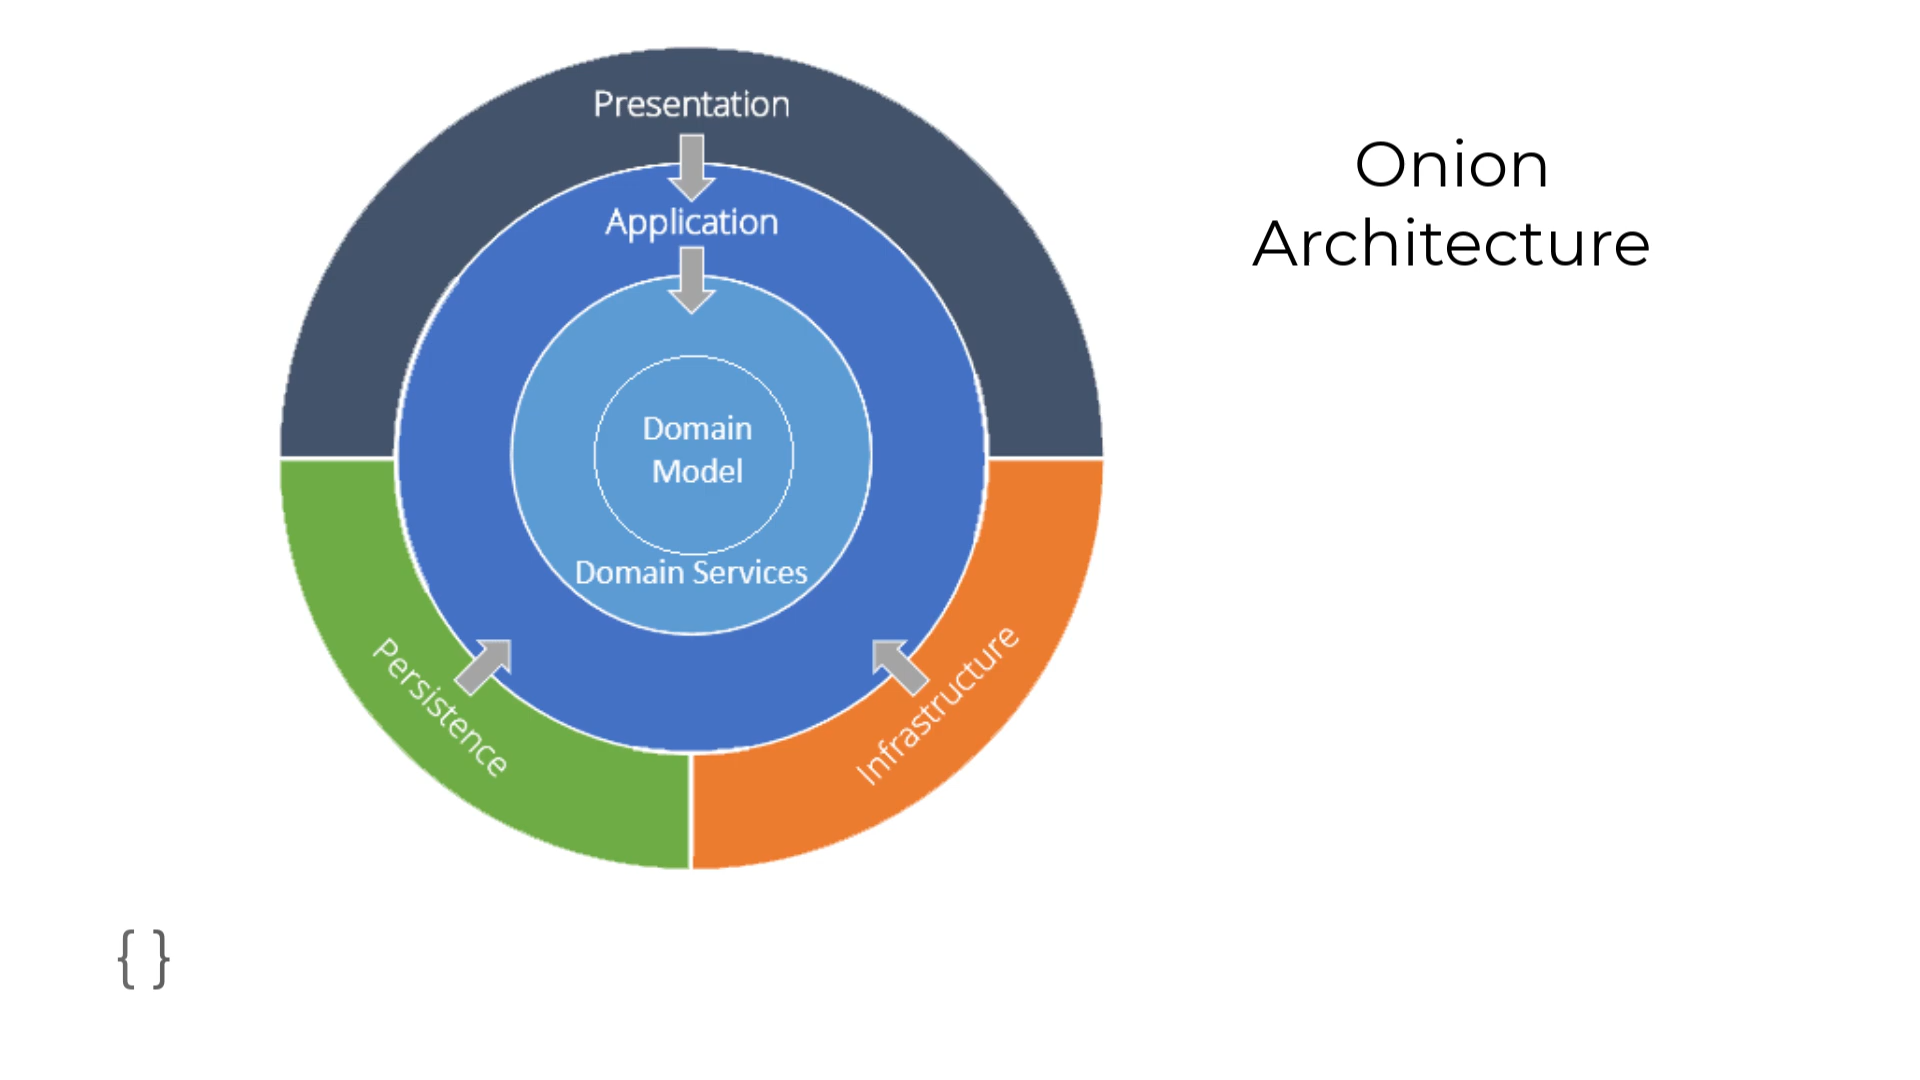 Presentation
Application
Domain
Model
Domain Services
Persistence
Infrastructure
Onion
Architecture
{ }